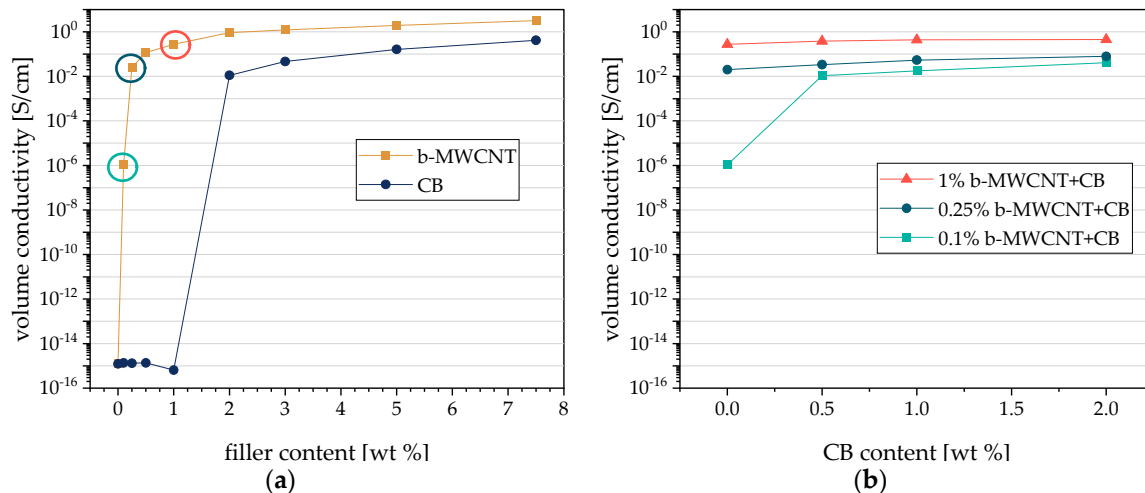 10⁰
10⁻²
10⁻⁴
10⁻⁶
10⁻⁸
10⁻¹⁰
10⁻¹²
10⁻¹⁴
10⁻¹⁶
volume conductivity [S/cm]
b-MWCNT
CB
0 1 2 3 4 5 6 7 8
filler content [wt %]
(a)
10⁰
10⁻²
10⁻⁴
10⁻⁶
10⁻⁸
10⁻¹⁰
10⁻¹²
10⁻¹⁴
10⁻¹⁶
volume conductivity [S/cm]
1% b-MWCNT+CB
0.25% b-MWCNT+CB
0.1% b-MWCNT+CB
0.0 0.5 1.0 1.5 2.0
CB content [wt %]
(b)